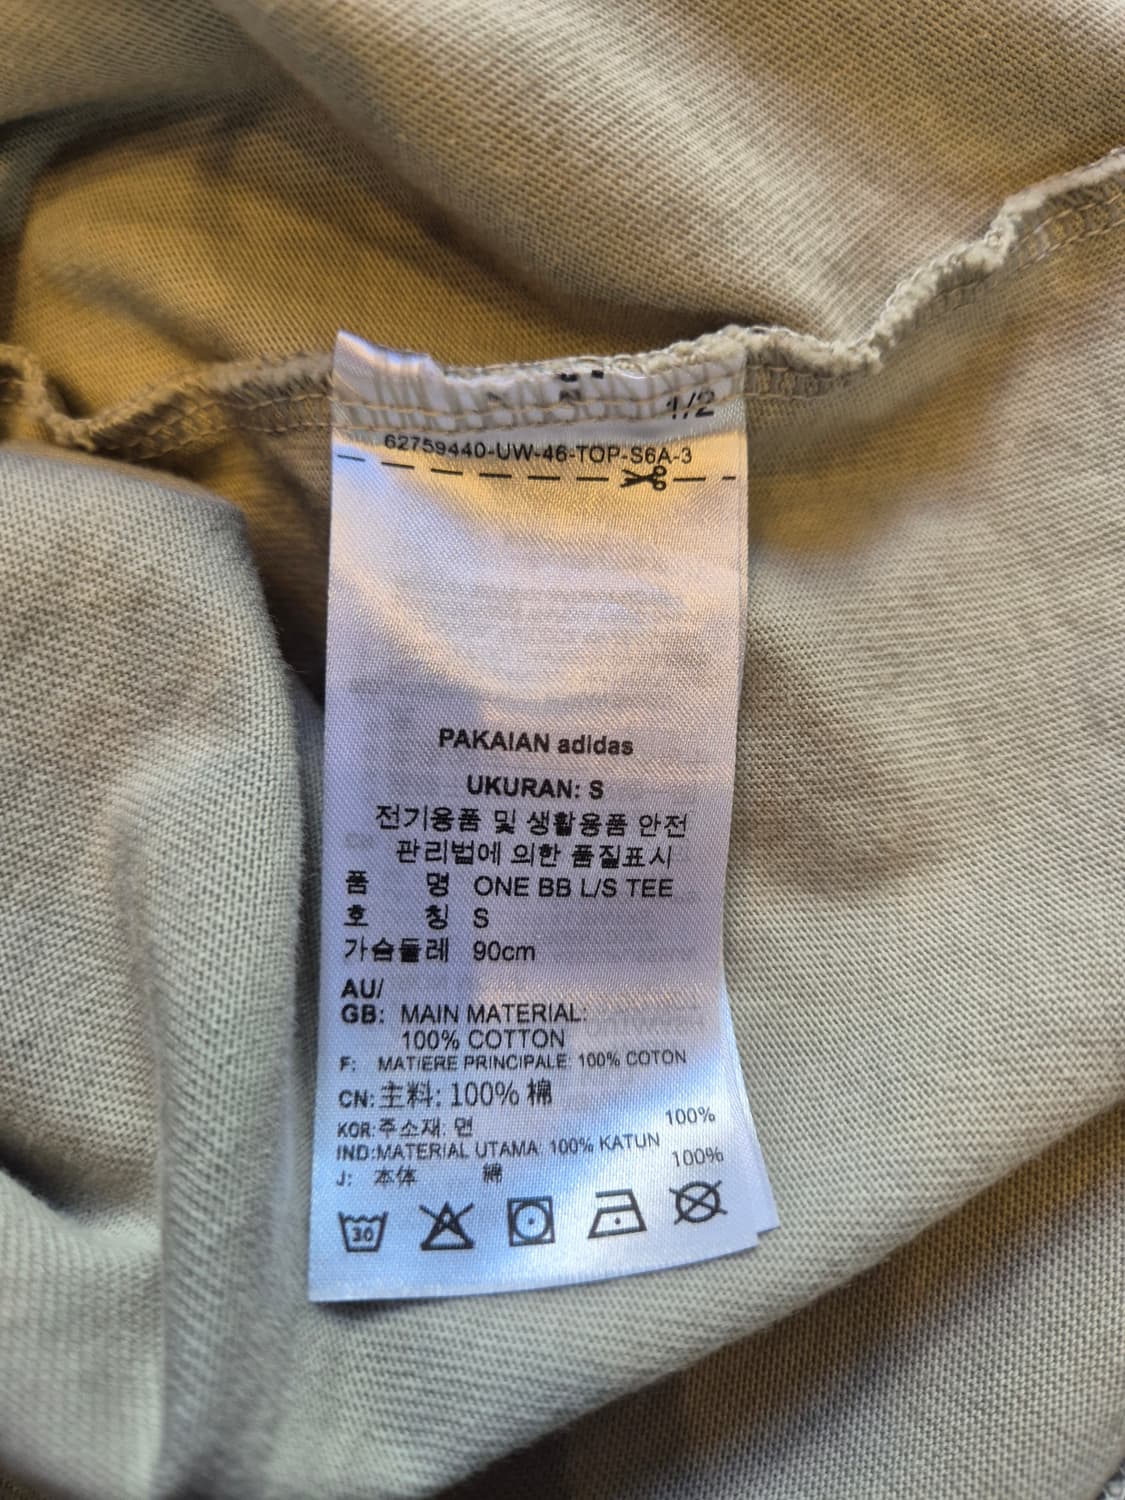 1/2
62759440-UW-46-TOP-S6A-3
PAKAIAN adidas
UKURAN: S
전기용품 및 생활용품 안전
관리법에 의한 품질표시
품 명 ONE BB L/S TEE
호 칭 S
가슴둘레 90cm
AU/
GB: MAIN MATERIAL:
100% COTTON
F: MATIERE PRINCIPALE: 100% COTON
CN: 主料: 100% 棉
KOR: 주소재: 면 100%
IND:MATERIAL UTAMA: 100% KATUN
J: 本体 綿 100%
30